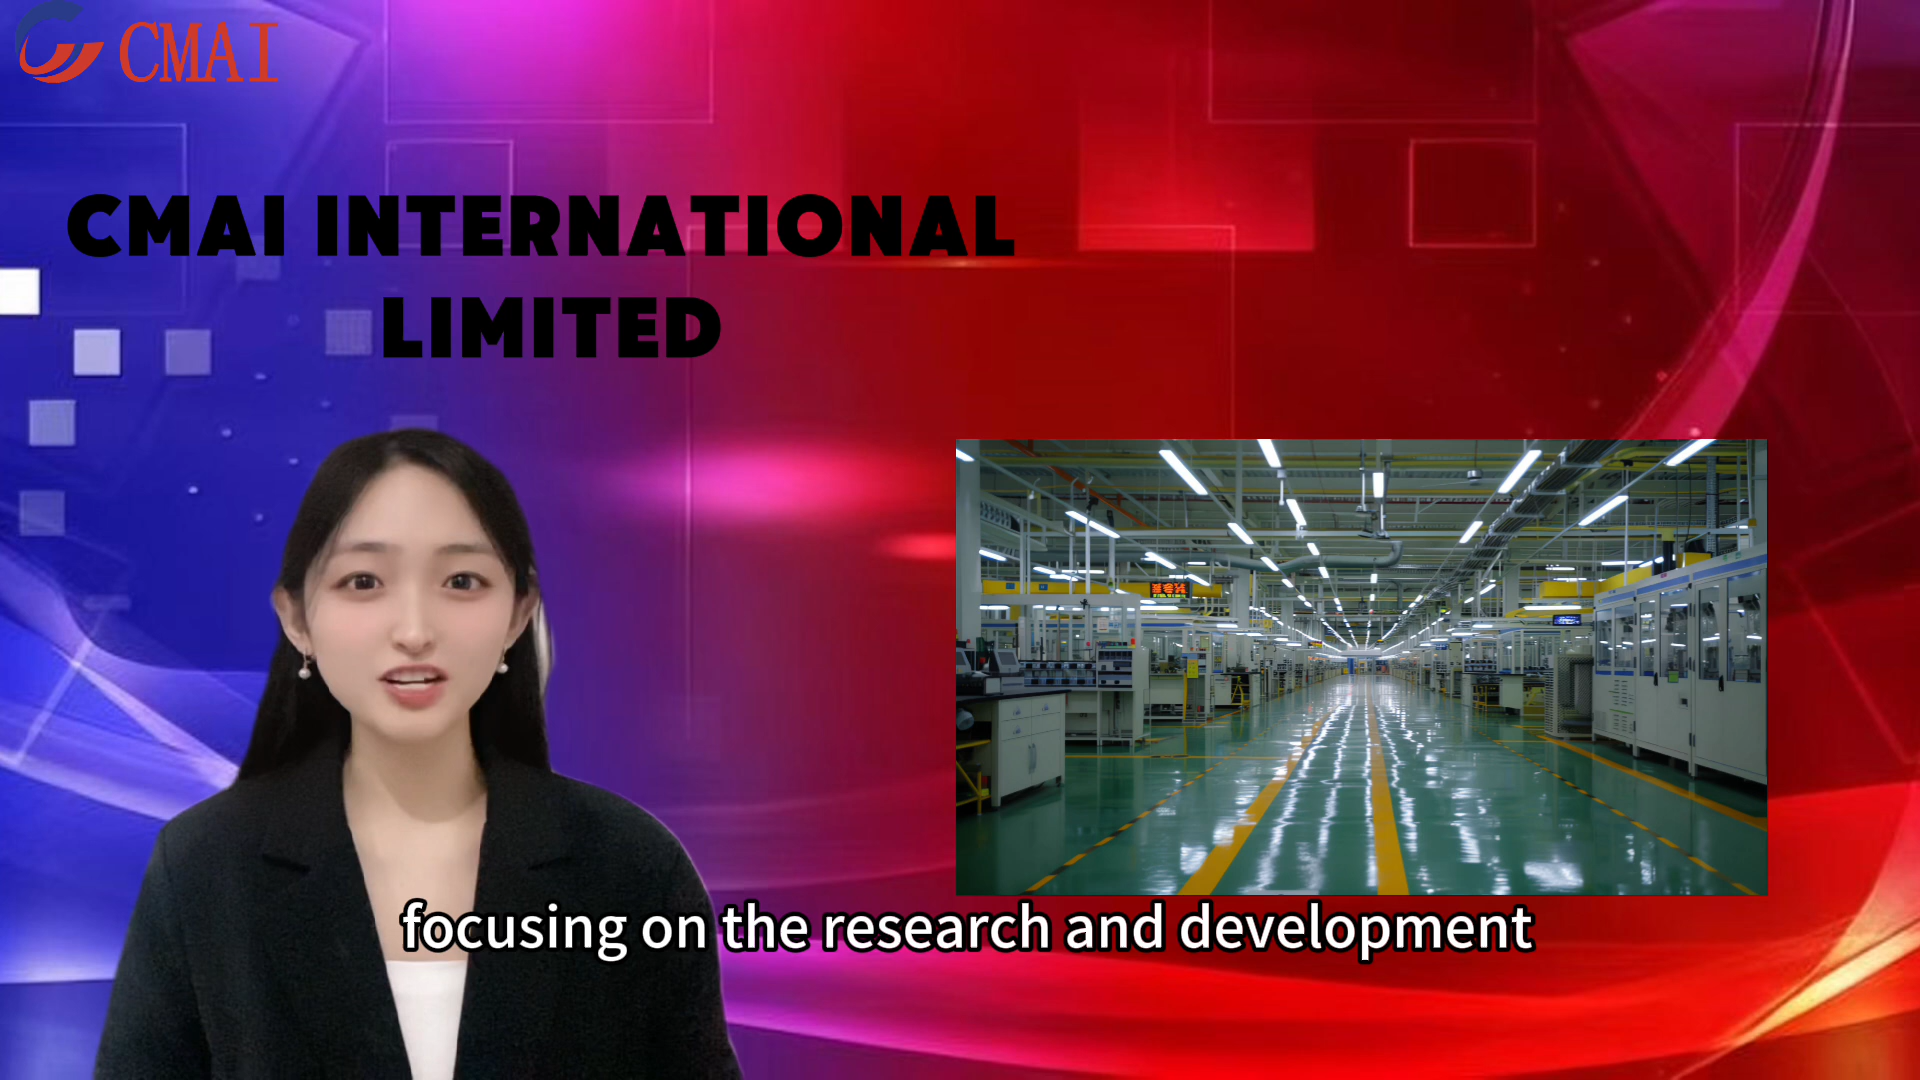 CMAI
CMAI INTERNATIONAL
LIMITED
focusing on the research and development